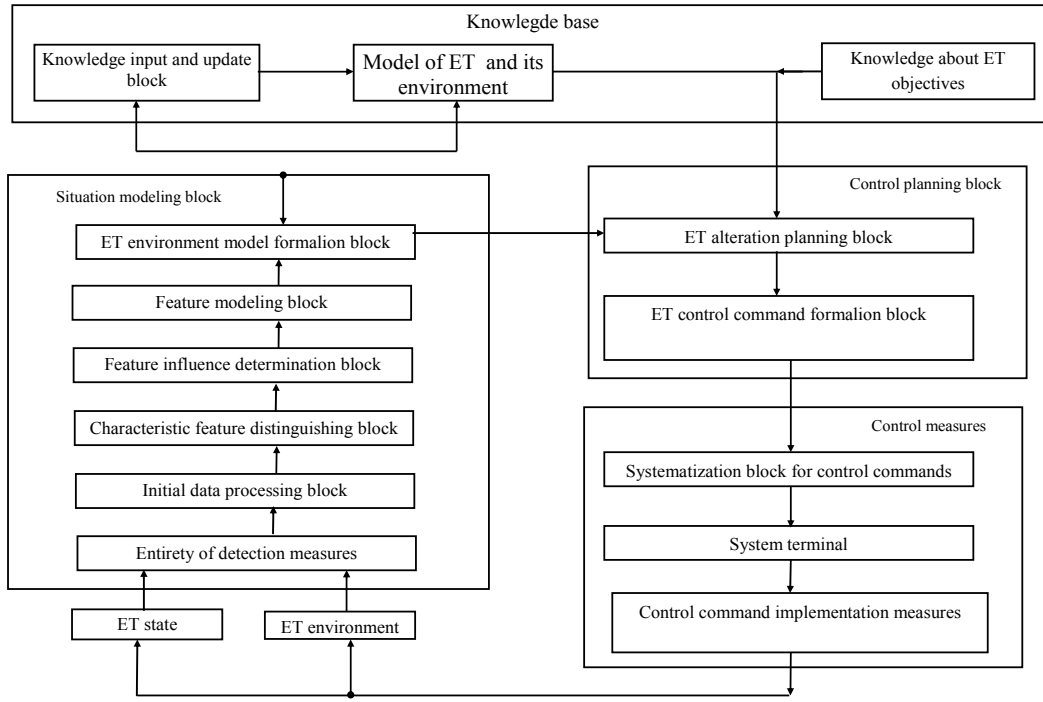 Knowlegde base
Knowledge input and update
block
Model of ET and its
environment
Knowledge about ET
objectives
Situation modeling block
ET environment model formalion block
Feature modeling block
Feature influence determination block
Characteristic feature distinguishing block
Initial data processing block
Entirety of detection measures
ET state
ET environment
Control planning block
ET alteration planning block
ET control command formalion block
Control measures
Systematization block for control commands
System terminal
Control command implementation measures